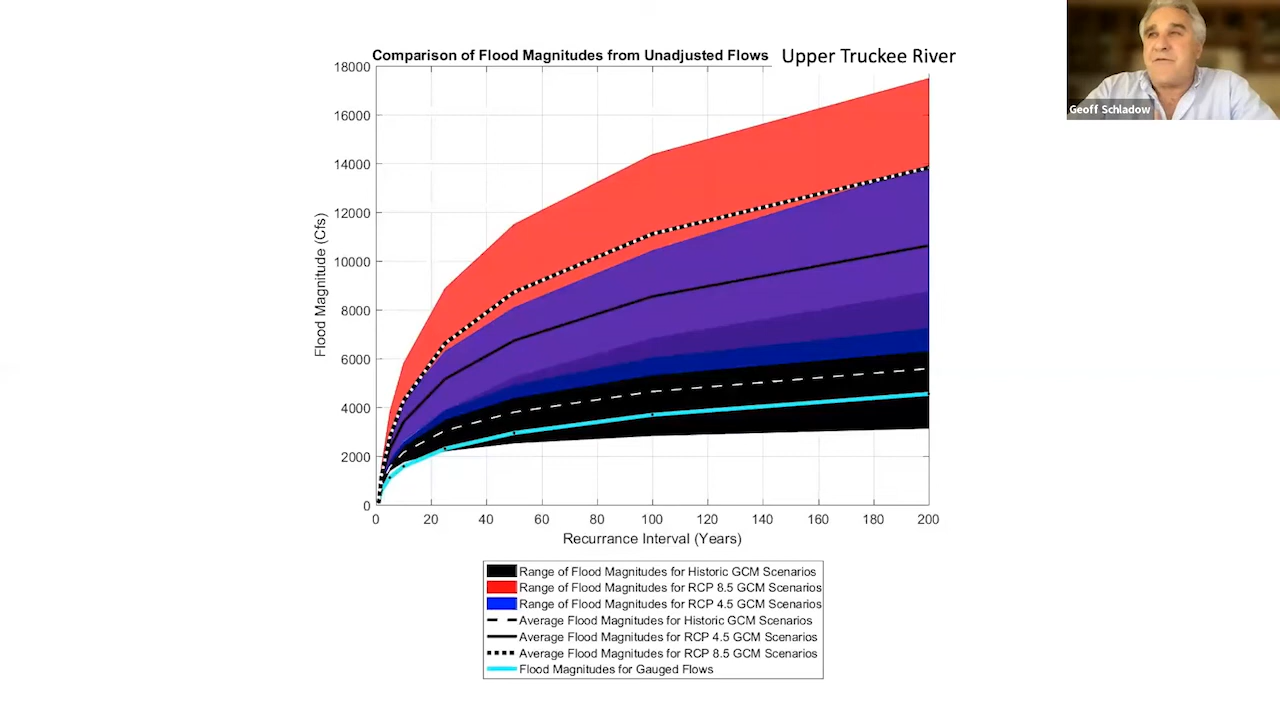 Comparison of Flood Magnitudes from Unadjusted Flows
Upper Truckee River
Geoff Schladow
18000
16000
14000
12000
10000
8000
6000
4000
2000
0
Flood Magnitude (Cfs)
0 20 40 60 80 100 120 140 160 180 200
Recurrance Interval (Years)
Range of Flood Magnitudes for Historic GCM Scenarios
Range of Flood Magnitudes for RCP 8.5 GCM Scenarios
Range of Flood Magnitudes for RCP 4.5 GCM Scenarios
Average Flood Magnitudes for Historic GCM Scenarios
Average Flood Magnitudes for RCP 4.5 GCM Scenarios
Average Flood Magnitudes for RCP 8.5 GCM Scenarios
Flood Magnitudes for Gauged Flows